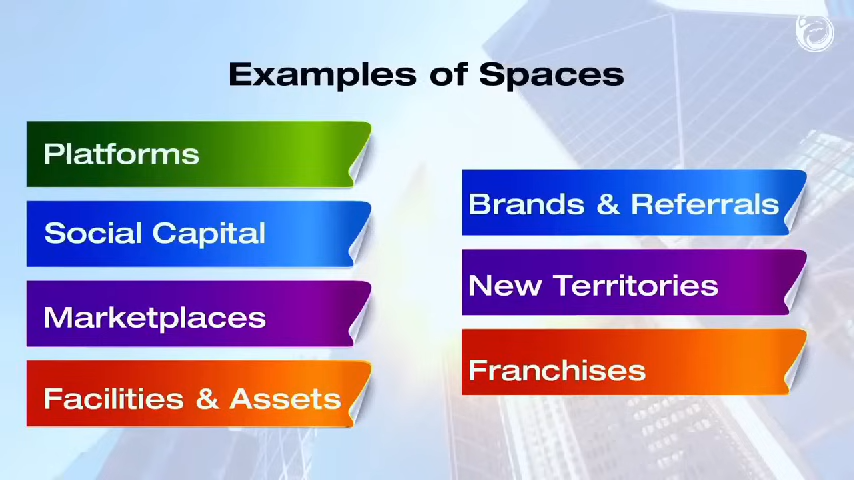 Examples of Spaces
Platforms
Social Capital
Marketplaces
Facilities & Assets
Brands & Referrals
New Territories
Franchises